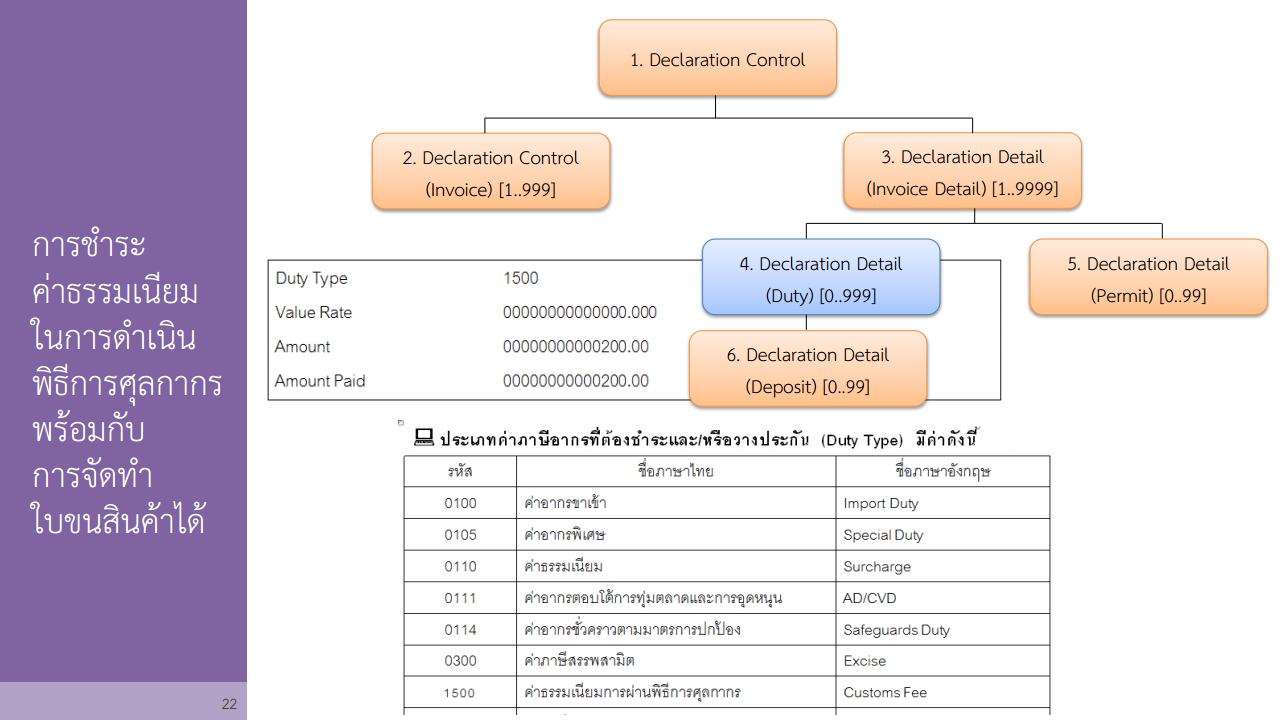 การชำระ
ค่าธรรมเนียม
ในการดำเนิน
พิธีการศุลกากร
พร้อมกับ
การจัดทำ
ใบขนสินค้าได้
22
1. Declaration Control
2. Declaration Control
(Invoice) [1..999]
3. Declaration Detail
(Invoice Detail) [1..9999]
4. Declaration Detail
(Duty) [0..999]
5. Declaration Detail
(Permit) [0..99]
6. Declaration Detail
(Deposit) [0..99]
Duty Type 1500
Value Rate 00000000000000.000
Amount 00000000000200.00
Amount Paid 00000000000200.00
ประเภทค่าภาษีอากรที่ต้องชำระและ/หรือวางประกัน (Duty Type) มีค่าดังนี้
รหัส ชื่อภาษาไทย ชื่อภาษาอังกฤษ
0100 ค่าอากรขาเข้า Import Duty
0105 ค่าอากรพิเศษ Special Duty
0110 ค่าธรรมเนียม Surcharge
0111 ค่าอากรตอบโต้การทุ่มตลาดและการอุดหนุน AD/CVD
0114 ค่าอากรชั่วคราวตามมาตรการปกป้อง Safeguards Duty
0300 ค่าภาษีสรรพสามิต Excise
1500 ค่าธรรมเนียมการผ่านพิธีการศุลกากร Customs Fee